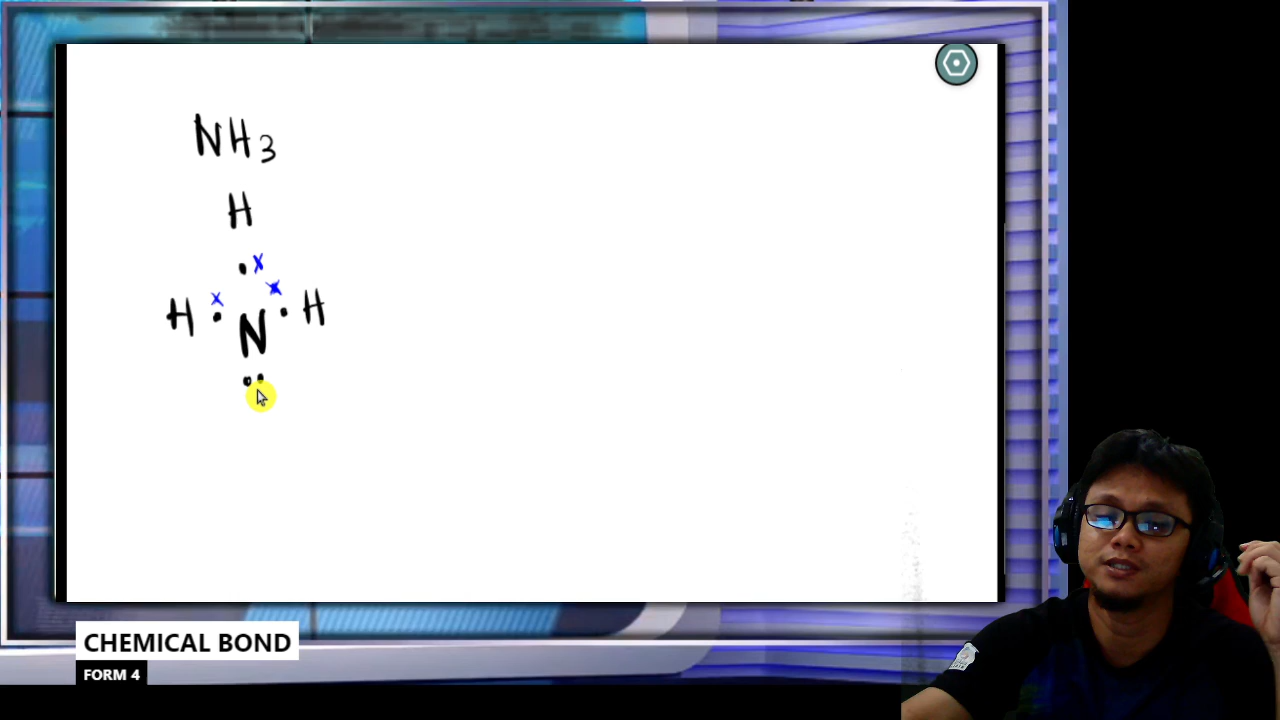 NH3
H
H N H
CHEMICAL BOND
FORM 4